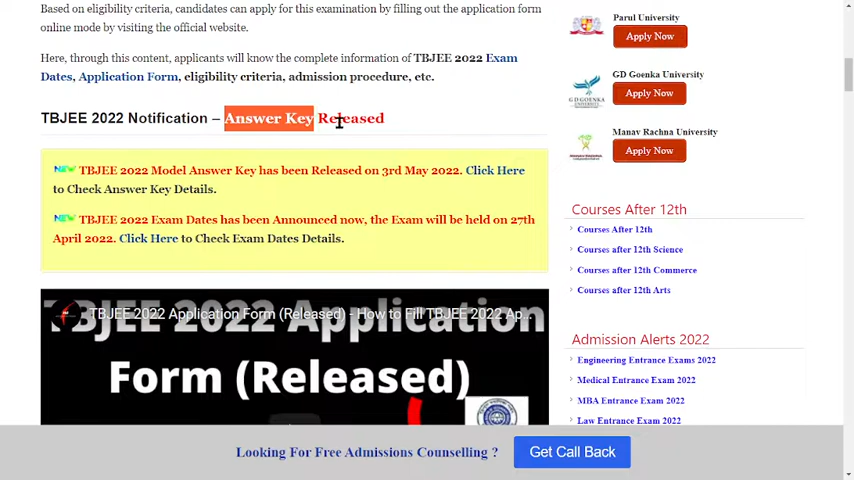 Based on eligibility criteria, candidates can apply for this examination by filling out the application form
online mode by visiting the official website.
Here, through this content, applicants will know the complete information of TBJEE 2022 Exam
Dates, Application Form, eligibility criteria, admission procedure, etc.
TBJEE 2022 Notification – Answer Key Released
NEW TBJEE 2022 Model Answer Key has been Released on 3rd May 2022. Click Here
to Check Answer Key Details.
NEW TBJEE 2022 Exam Dates has been Announced now, the Exam will be held on 27th
April 2022. Click Here to Check Exam Dates Details.
TBJEE 2022 Application Form (Released) - How to Fill TBJEE 2022 Ap...
TBJEE 2022 Application
Form (Released)
Parul University
Apply Now
GD Goenka University
Apply Now
Manav Rachna University
Apply Now
Courses After 12th
Courses After 12th
Courses after 12th Science
Courses after 12th Commerce
Courses after 12th Arts
Admission Alerts 2022
Engineering Entrance Exams 2022
Medical Entrance Exam 2022
MBA Entrance Exam 2022
Law Entrance Exam 2022
Looking For Free Admissions Counselling ?
Get Call Back